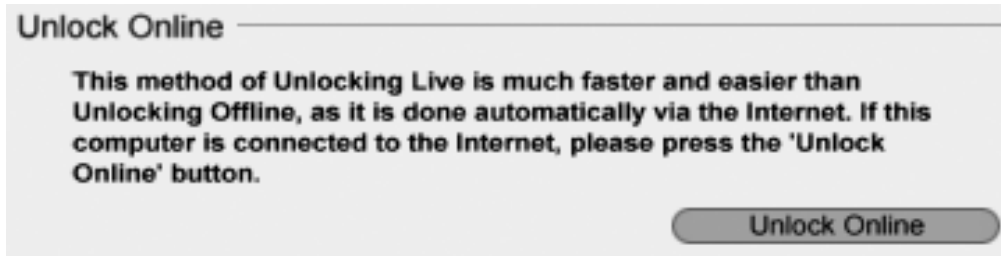 Unlock Online
This method of Unlocking Live is much faster and easier than
Unlocking Offline, as it is done automatically via the Internet. If this
computer is connected to the Internet, please press the 'Unlock
Online' button.
Unlock Online